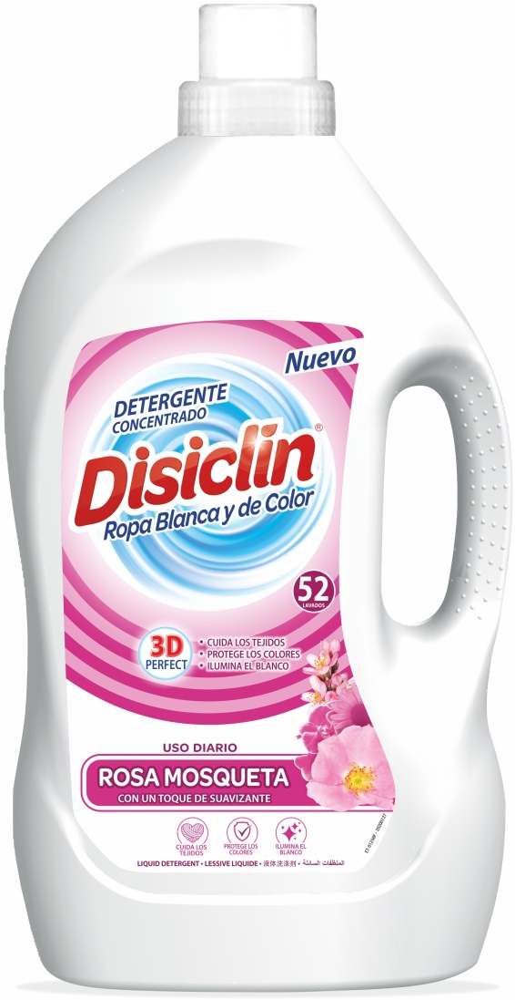 Nuevo
DETERGENTE
CONCENTRADO
Disiclin®
Ropa Blanca y de Color
52
LAVADOS
3D
PERFECT
• CUIDA LOS TEJIDOS
• PROTEGE LOS COLORES
• ILUMINA EL BLANCO
USO DIARIO
ROSA MOSQUETA
CON UN TOQUE DE SUAVIZANTE
CUIDA LOS
TEJIDOS
PROTEGE LOS
COLORES
ILUMINA EL
BLANCO
LIQUID DETERGENT • LESSIVE LIQUIDE • 液体洗涤剂 • المنظفات السائلة